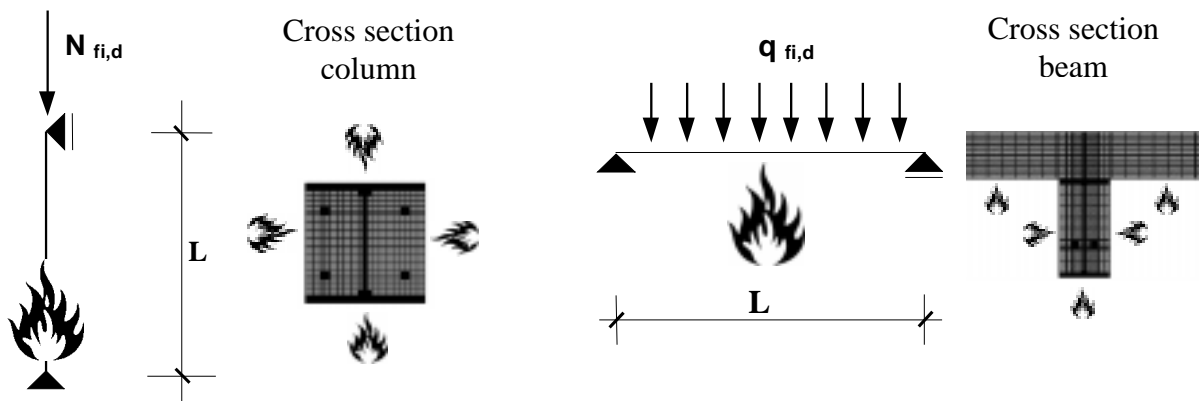 N fi,d
Cross section
column
L
q fi,d
L
Cross section
beam